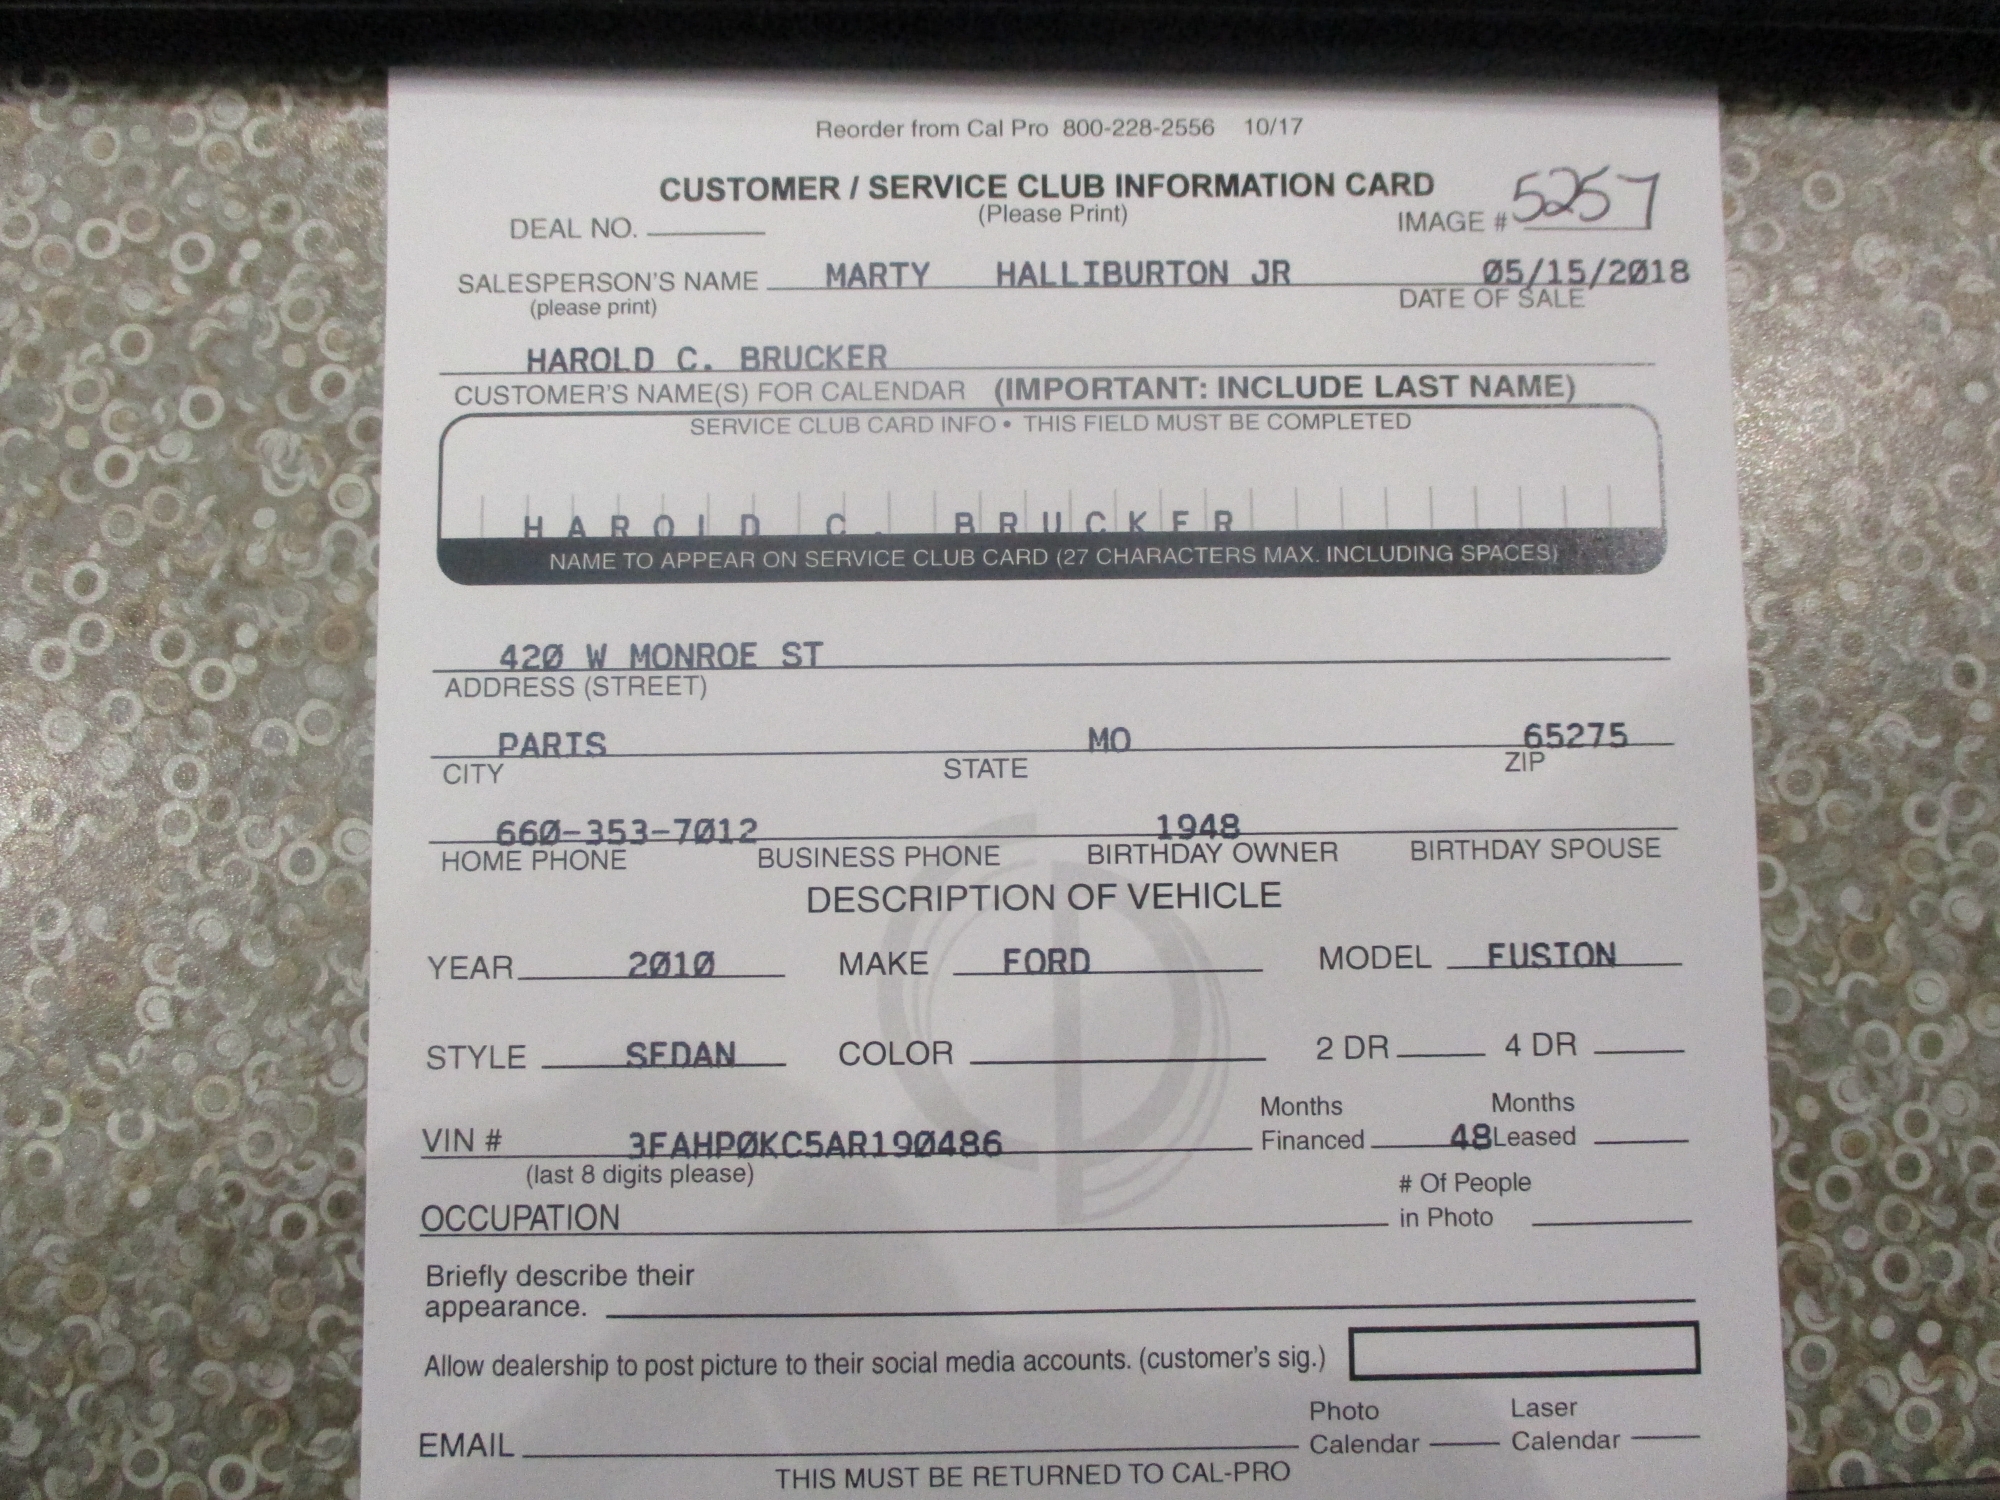 Reorder from Cal Pro 800-228-2556 10/17
CUSTOMER / SERVICE CLUB INFORMATION CARD
(Please Print)
DEAL NO. IMAGE # 5257
SALESPERSON'S NAME MARTY HALLIBURTON JR 05/15/2018
(please print) DATE OF SALE
HAROLD C. BRUCKER
CUSTOMER'S NAME(S) FOR CALENDAR (IMPORTANT: INCLUDE LAST NAME)
SERVICE CLUB CARD INFO • THIS FIELD MUST BE COMPLETED
HAROLD C. BRUCKER
NAME TO APPEAR ON SERVICE CLUB CARD (27 CHARACTERS MAX. INCLUDING SPACES)
420 W MONROE ST
ADDRESS (STREET)
PARIS MO 65275
CITY STATE ZIP
660-353-7012 1948
HOME PHONE BUSINESS PHONE BIRTHDAY OWNER BIRTHDAY SPOUSE
DESCRIPTION OF VEHICLE
YEAR 2010 MAKE FORD MODEL FUSION
STYLE SEDAN COLOR 2 DR 4 DR
Months Months
VIN # 3FAHP0KC5AR190486 Financed 48 Leased
(last 8 digits please)
# Of People
OCCUPATION in Photo
Briefly describe their
appearance.
Allow dealership to post picture to their social media accounts. (customer's sig.)
Photo Laser
EMAIL Calendar Calendar
THIS MUST BE RETURNED TO CAL-PRO